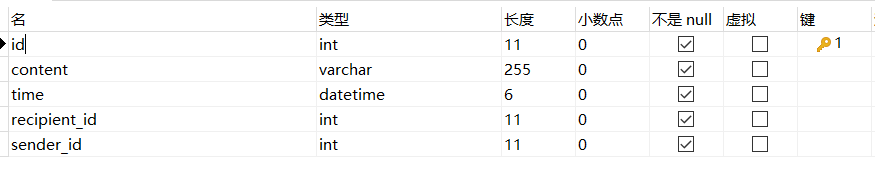 名 类型 长度 小数点 不是 null 虚拟 键
id int 11 0 1
content varchar 255 0
time datetime 6 0
recipient_id int 11 0
sender_id int 11 0